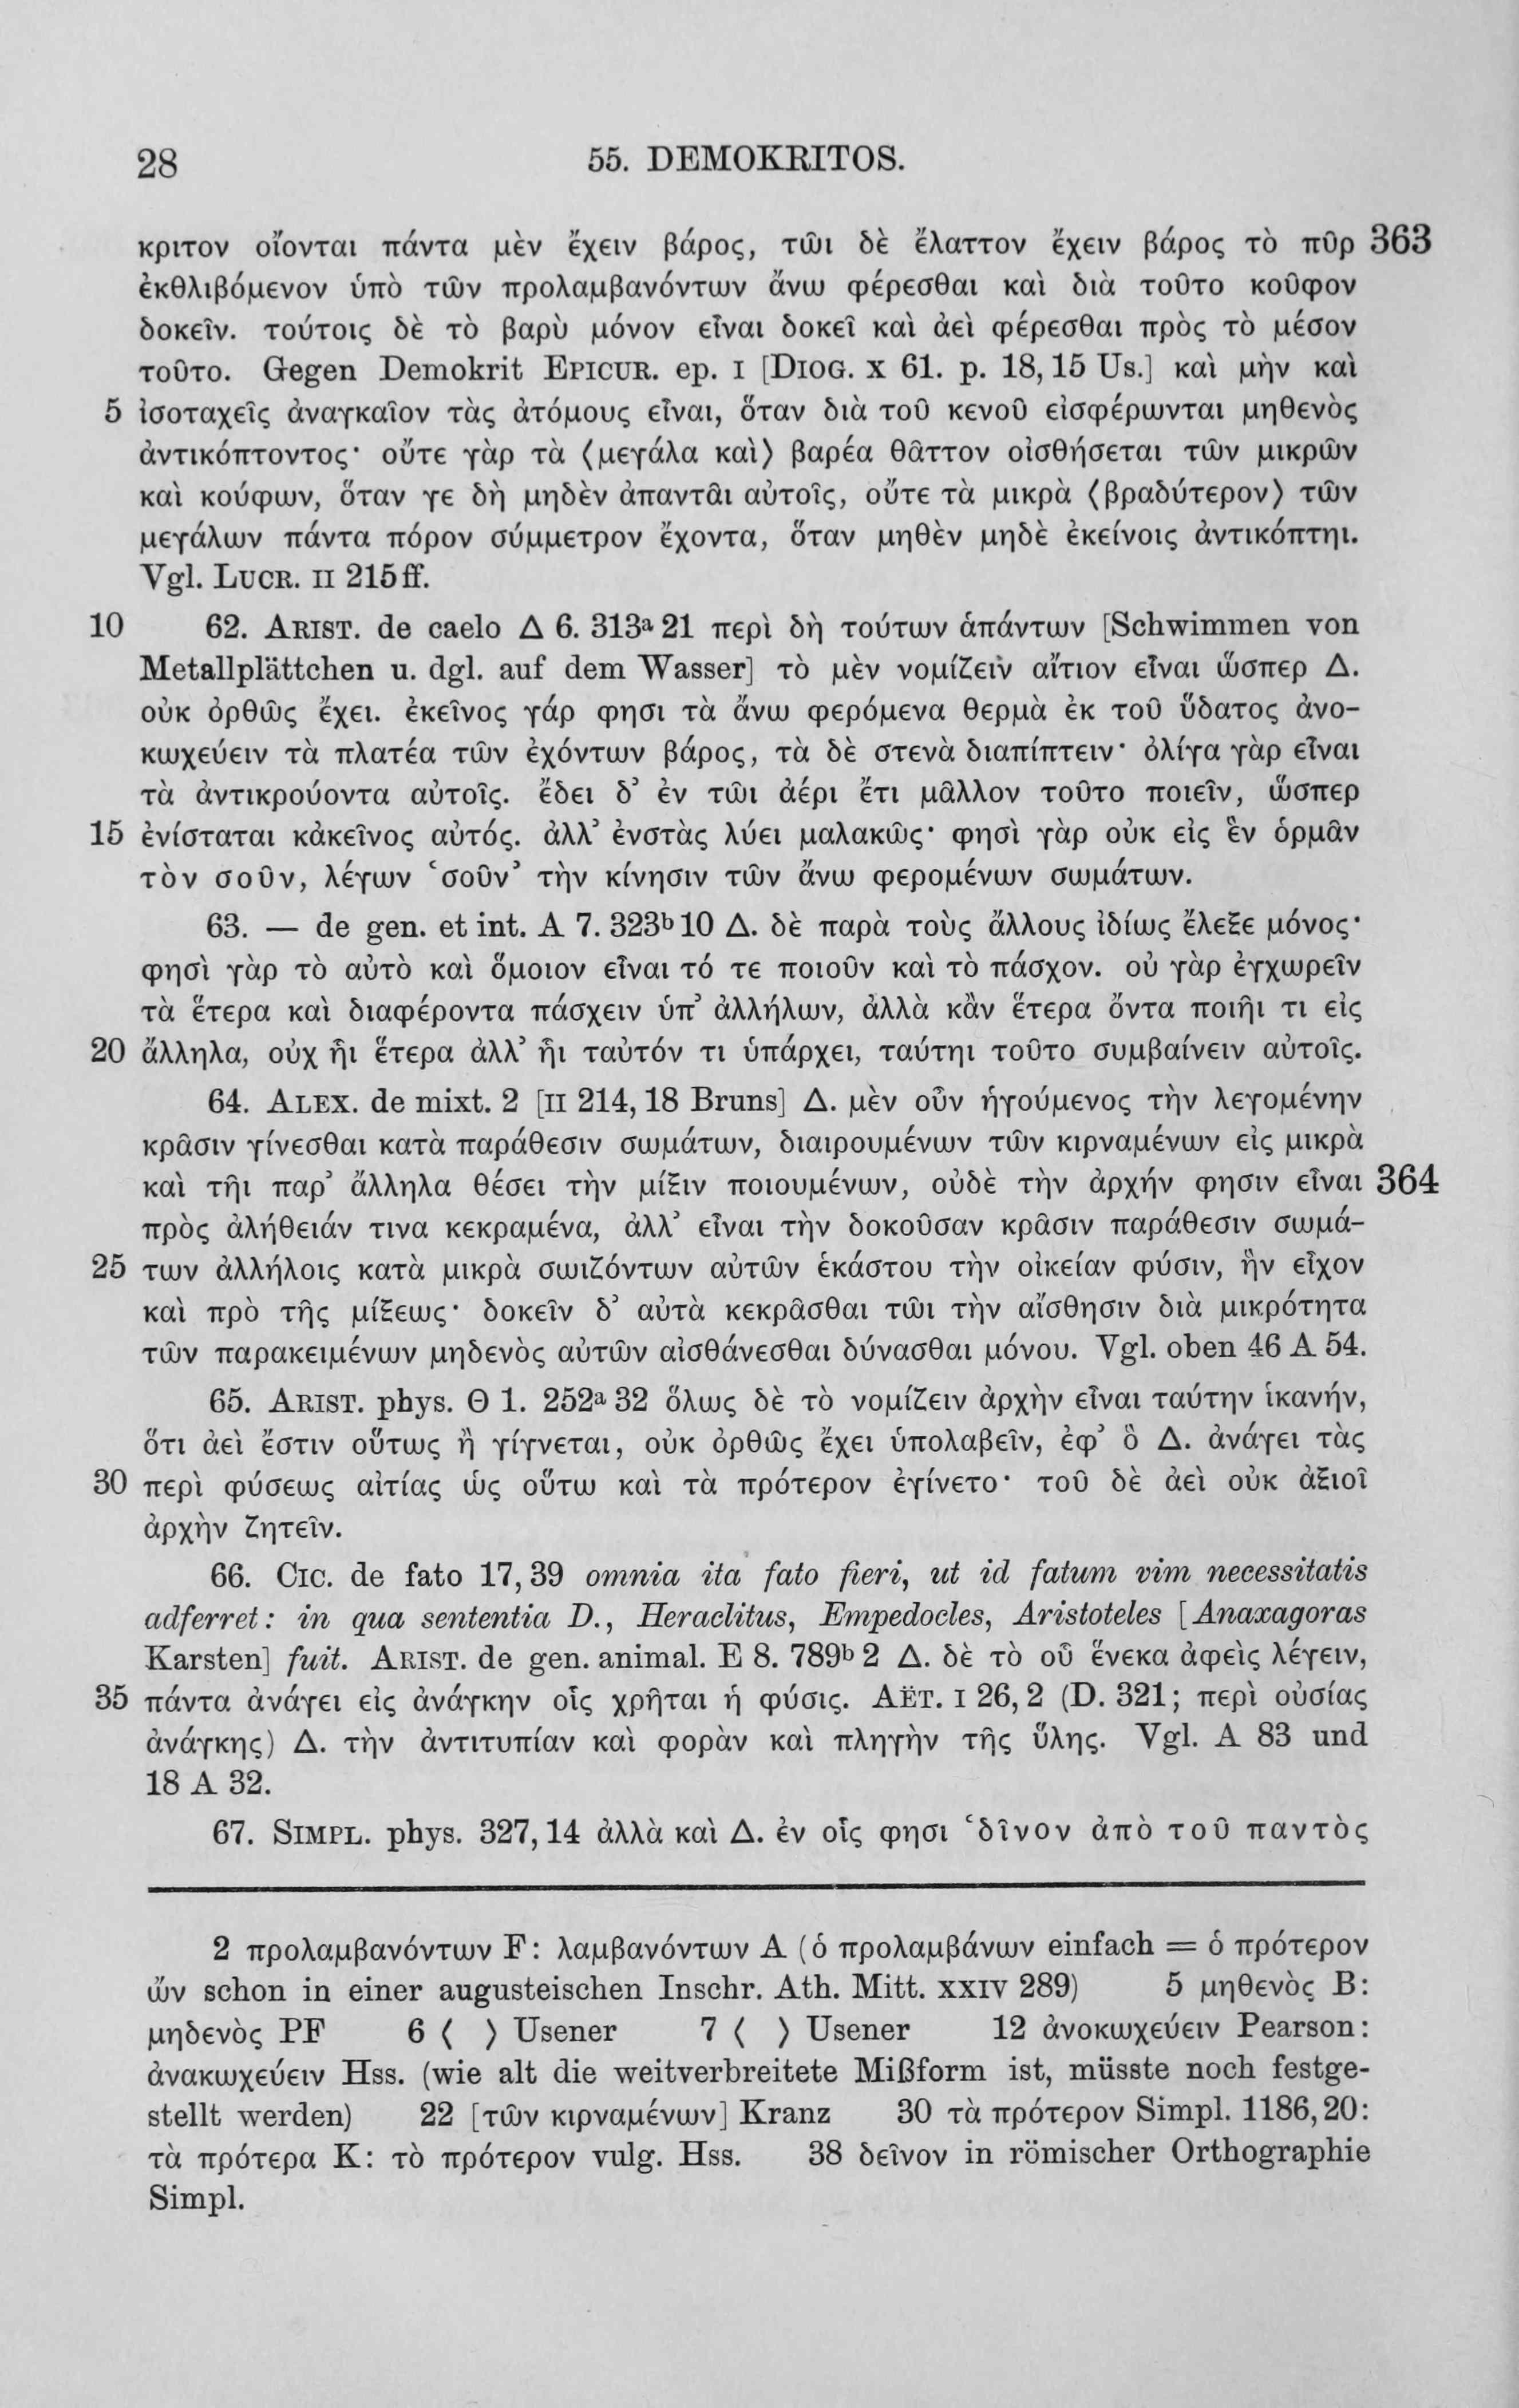 28 55. DEMOKRITOS.
κριτον οἴονται πάντα μὲν ἔχειν βάρος, τῶι δὲ ἔλαττον ἔχειν βάρος τὸ πῦρ 363
ἐκθλιβόμενον ὑπὸ τῶν προλαμβανόντων ἄνω φέρεσθαι καὶ διὰ τοῦτο κοῦφον
δοκεῖν. τούτοις δὲ τὸ βαρὺ μόνον εἶναι δοκεῖ καὶ ἀεὶ φέρεσθαι πρὸς τὸ μέσον
τοῦτο. Gegen Demokrit EPICUR. ep. I [DIOG. X 61. p. 18, 15 Us.] καὶ μὴν καὶ
5 ἰσοταχεῖς ἀναγκαῖον τὰς ἀτόμους εἶναι, ὅταν διὰ τοῦ κενοῦ εἰσφέρωνται μηθενὸς
ἀντικόπτοντος· οὔτε γὰρ τὰ ⟨μεγάλα καὶ⟩ βαρέα θᾶττον οἰσθήσεται τῶν μικρῶν
καὶ κούφων, ὅταν γε δὴ μηδὲν ἀπαντᾶι αὐτοῖς, οὔτε τὰ μικρὰ ⟨βραδύτερον⟩ τῶν
μεγάλων πάντα πόρον σύμμετρον ἔχοντα, ὅταν μηθὲν μηδὲ ἐκείνοις ἀντικόπτηι.
Vgl. LUCR. II 215 ff.
10 62. ARIST. de caelo Δ 6. 313ᵃ 21 περὶ δὴ τούτων ἁπάντων [Schwimmen von
Metallplättchen u. dgl. auf dem Wasser] τὸ μὲν νομίζειν αἴτιον εἶναι ὥσπερ Δ.
οὐκ ὀρθῶς ἔχει. ἐκεῖνος γάρ φησι τὰ ἄνω φερόμενα θερμὰ ἐκ τοῦ ὕδατος ἀνο-
κωχεύειν τὰ πλατέα τῶν ἐχόντων βάρος, τὰ δὲ στενὰ διαπίπτειν· ὀλίγα γὰρ εἶναι
τὰ ἀντικρούοντα αὐτοῖς. ἔδει δ’ ἐν τῶι ἀέρι ἔτι μᾶλλον τοῦτο ποιεῖν, ὥσπερ
15 ἐνίσταται κἀκεῖνος αὐτός. ἀλλ’ ἐνστὰς λύει μαλακῶς· φησὶ γὰρ οὐκ εἰς ἓν ὁρμᾶν
τὸν σοῦν, λέγων ‘σοῦν’ τὴν κίνησιν τῶν ἄνω φερομένων σωμάτων.
63. — de gen. et int. A 7. 323ᵇ 10 Δ. δὲ παρὰ τοὺς ἄλλους ἰδίως ἔλεξε μόνος·
φησὶ γὰρ τὸ αὐτὸ καὶ ὅμοιον εἶναι τό τε ποιοῦν καὶ τὸ πάσχον. οὐ γὰρ ἐγχωρεῖν
τὰ ἕτερα καὶ διαφέροντα πάσχειν ὑπ’ ἀλλήλων, ἀλλὰ κἂν ἕτερα ὄντα ποιῆι τι εἰς
20 ἄλληλα, οὐχ ἧι ἕτερα ἀλλ’ ἧι ταὐτόν τι ὑπάρχει, ταύτηι τοῦτο συμβαίνειν αὐτοῖς.
64. ALEX. de mixt. 2 [II 214, 18 Bruns] Δ. μὲν οὖν ἡγούμενος τὴν λεγομένην
κρᾶσιν γίνεσθαι κατὰ παράθεσιν σωμάτων, διαιρουμένων τῶν κιρναμένων εἰς μικρὰ
καὶ τῆι παρ’ ἄλληλα θέσει τὴν μίξιν ποιουμένων, οὐδὲ τὴν ἀρχήν φησιν εἶναι 364
πρὸς ἀλήθειάν τινα κεκραμένα, ἀλλ’ εἶναι τὴν δοκοῦσαν κρᾶσιν παράθεσιν σωμά-
25 των ἀλλήλοις κατὰ μικρὰ σωιζόντων αὐτῶν ἑκάστου τὴν οἰκείαν φύσιν, ἣν εἶχον
καὶ πρὸ τῆς μίξεως· δοκεῖν δ’ αὐτὰ κεκρᾶσθαι τῶι τὴν αἴσθησιν διὰ μικρότητα
τῶν παρακειμένων μηδενὸς αὐτῶν αἰσθάνεσθαι δύνασθαι μόνου. Vgl. oben 46 A 54.
65. ARIST. phys. Θ 1. 252ᵃ 32 ὅλως δὲ τὸ νομίζειν ἀρχὴν εἶναι ταύτην ἱκανήν,
ὅτι ἀεὶ ἔστιν οὕτως ἢ γίγνεται, οὐκ ὀρθῶς ἔχει ὑπολαβεῖν, ἐφ’ ὃ Δ. ἀνάγει τὰς
30 περὶ φύσεως αἰτίας ὡς οὕτω καὶ τὰ πρότερον ἐγίνετο· τοῦ δὲ ἀεὶ οὐκ ἀξιοῖ
ἀρχὴν ζητεῖν.
66. CIC. de fato 17, 39 omnia ita fato fieri, ut id fatum vim necessitatis
adferret: in qua sententia D., Heraclitus, Empedocles, Aristoteles [Anaxagoras
Karsten] fuit. ARIST. de gen. animal. E 8. 789ᵇ 2 Δ. δὲ τὸ οὗ ἕνεκα ἀφεὶς λέγειν,
35 πάντα ἀνάγει εἰς ἀνάγκην οἷς χρῆται ἡ φύσις. AËT. I 26, 2 (D. 321; περὶ οὐσίας
ἀνάγκης) Δ. τὴν ἀντιτυπίαν καὶ φορὰν καὶ πληγὴν τῆς ὕλης. Vgl. A 83 und
18 A 32.
67. SIMPL. phys. 327, 14 ἀλλὰ καὶ Δ. ἐν οἷς φησι ‘δῖνον ἀπὸ τοῦ παντὸς
2 προλαμβανόντων F: λαμβανόντων A (ὁ προλαμβάνων einfach = ὁ πρότερον
ὤν schon in einer augusteischen Inschr. Ath. Mitt. XXIV 289) 5 μηθενὸς B:
μηδενὸς PF 6 ⟨ ⟩ Usener 7 ⟨ ⟩ Usener 12 ἀνοκωχεύειν Pearson:
ἀνακωχεύειν Hss. (wie alt die weitverbreitete Mißform ist, müsste noch festge-
stellt werden) 22 [τῶν κιρναμένων] Kranz 30 τὰ πρότερον Simpl. 1186, 20:
τὰ πρότερα K: τὸ πρότερον vulg. Hss. 38 δεῖνον in römischer Orthographie
Simpl.